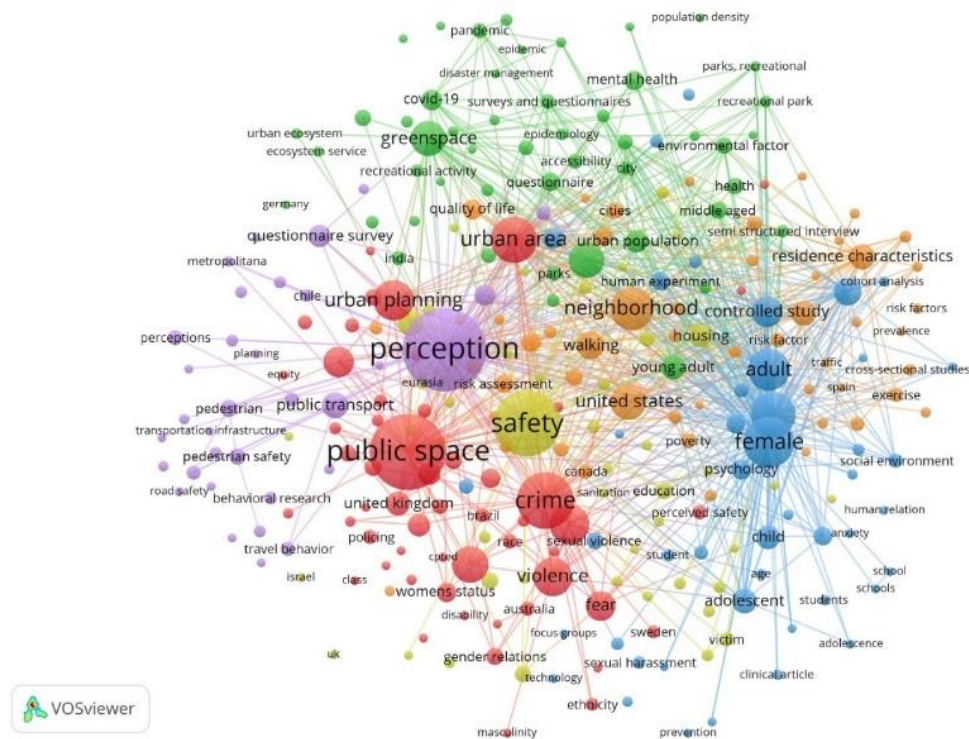 population density
pandemic
epidemic
disaster management
mental health
parks, recreational
covid-19
surveys and questionnaires
recreational park
urban ecosystem
greenspace
epidemiology
environmental factor
ecosystem service
accessibility
recreational activity
questionnaire
city
health
germany
quality of life
cities
middle aged
questionnaire survey
urban area
urban population
semi structured interview
metropolitana
india
parks
human experiment
residence characteristics
cohort analysis
chile
urban planning
neighborhood
controlled study
risk factors
perceptions
perception
walking
housing
risk factor
prevalence
planning
equity
eurasia
risk assessment
young adult
adult
traffic
cross-sectional studies
pedestrian
public transport
united states
spain
exercise
transportation infrastructure
safety
poverty
female
pedestrian safety
public space
canada
psychology
social environment
road safety
behavioral research
crime
sanitation
education
united kingdom
brazil
perceived safety
human relation
travel behavior
policing
race
sexual violence
student
child
anxiety
israel
class
cpted
violence
age
school
womens status
schools
disability
australia
fear
adolescent
students
uk
gender relations
focus groups
sweden
victim
adolescence
technology
sexual harassment
clinical article
ethnicity
masculinity
prevention
VOSviewer